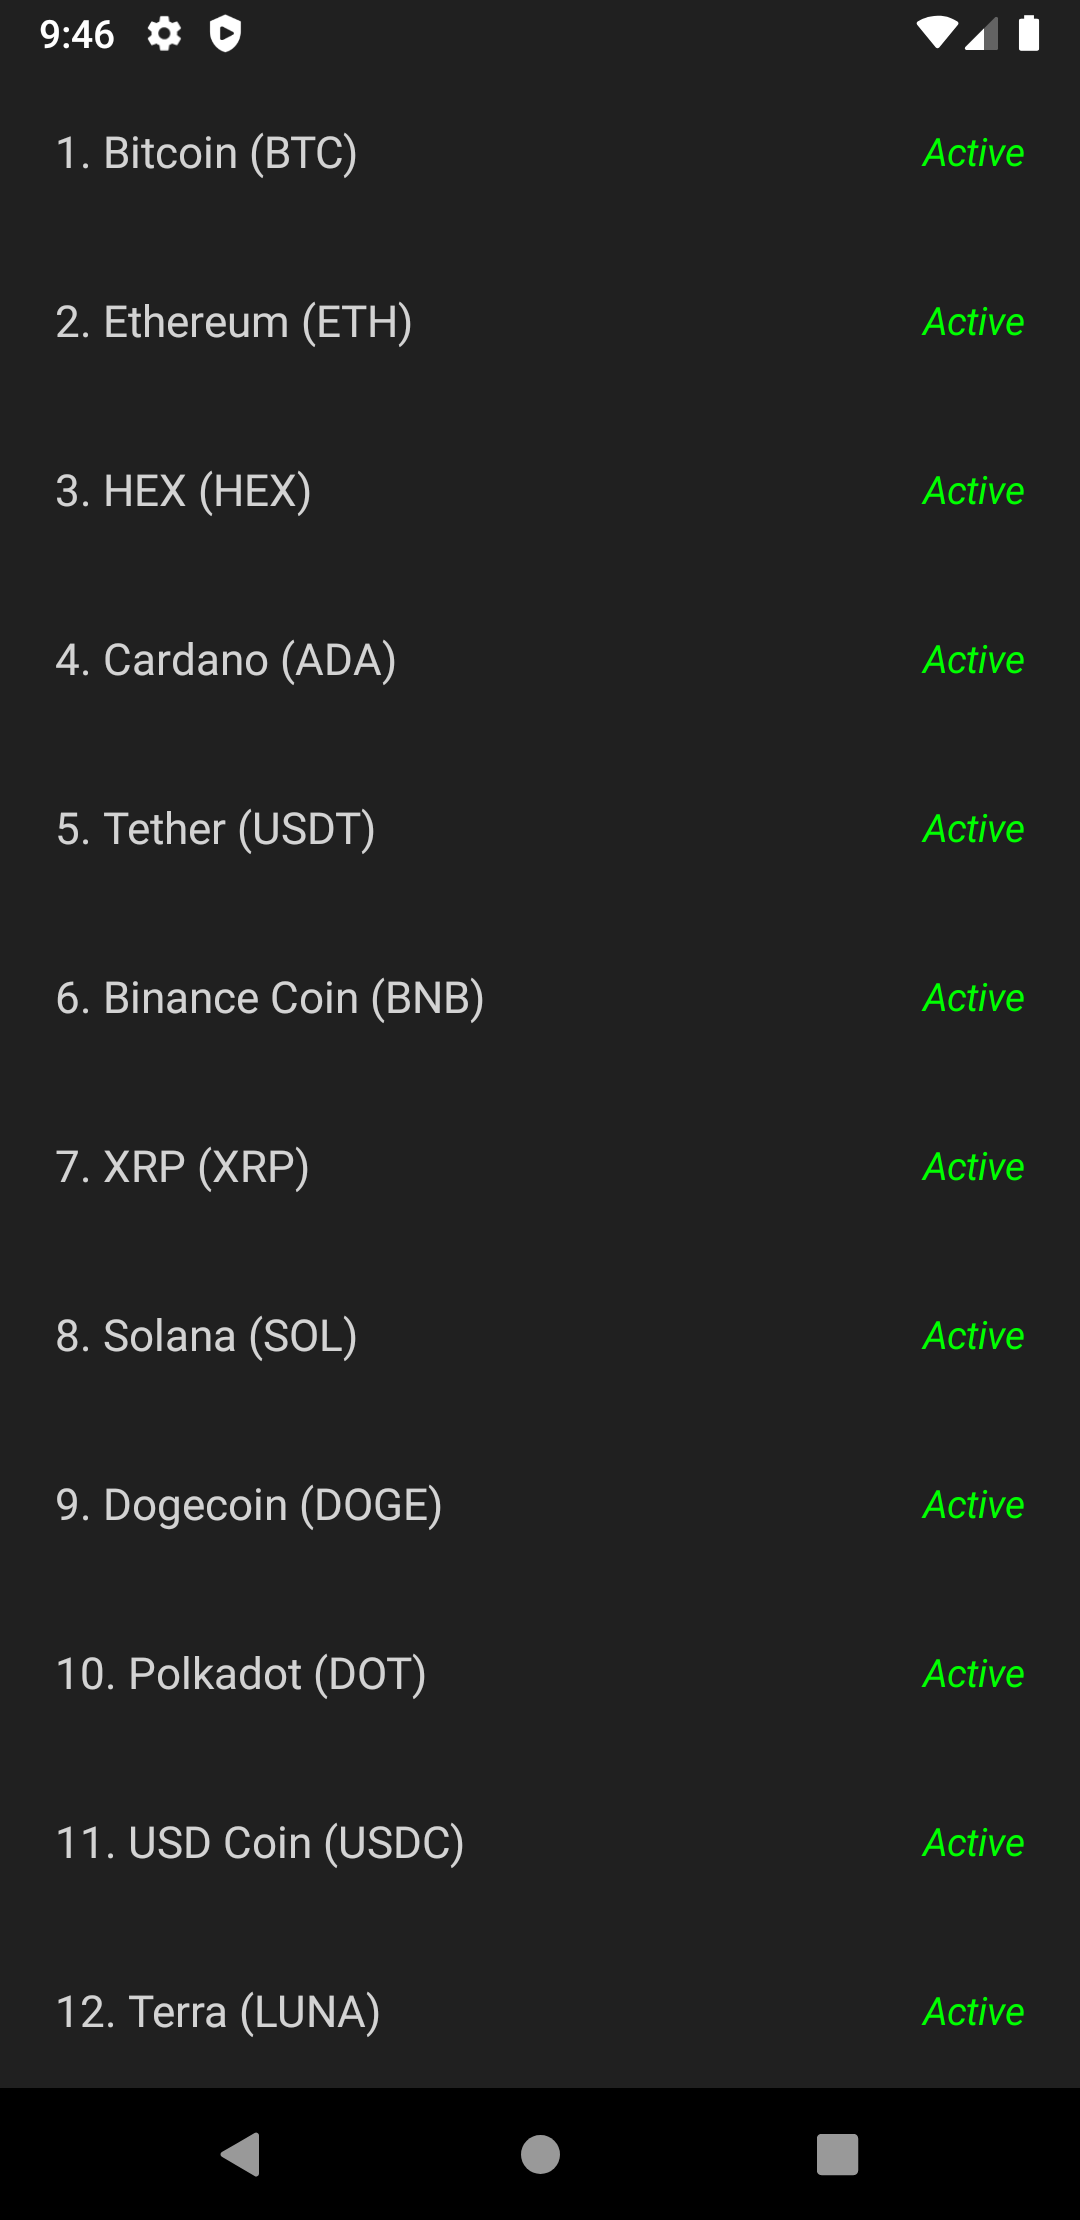 9:46
1. Bitcoin (BTC) Active
2. Ethereum (ETH) Active
3. HEX (HEX) Active
4. Cardano (ADA) Active
5. Tether (USDT) Active
6. Binance Coin (BNB) Active
7. XRP (XRP) Active
8. Solana (SOL) Active
9. Dogecoin (DOGE) Active
10. Polkadot (DOT) Active
11. USD Coin (USDC) Active
12. Terra (LUNA) Active